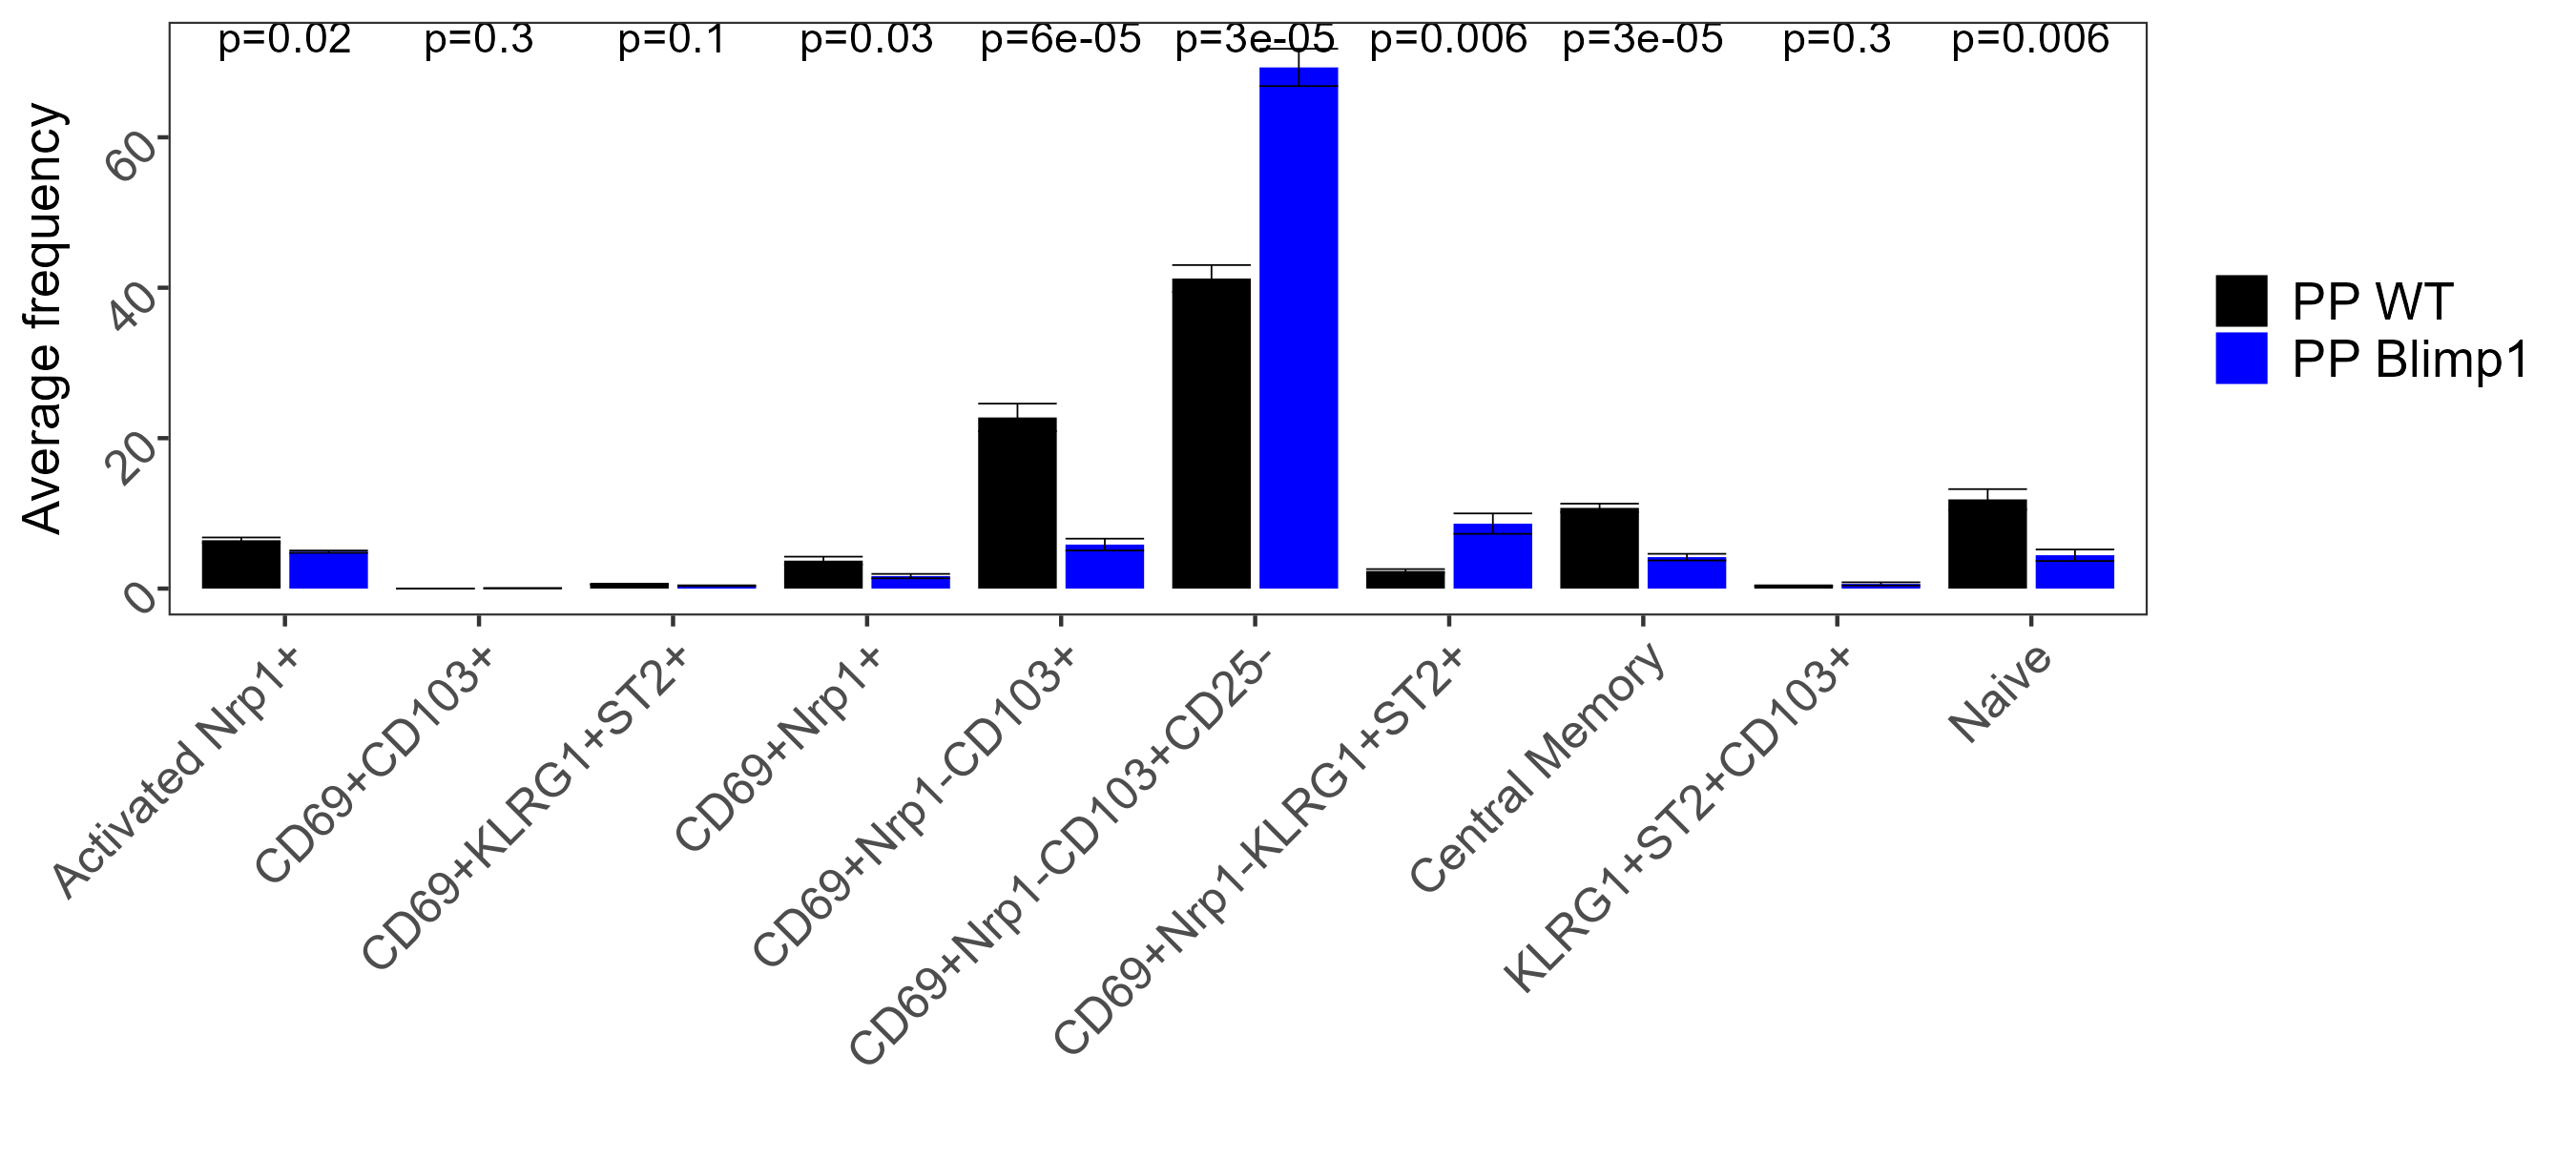 p=0.02 p=0.3 p=0.1 p=0.03 p=6e-05 p=3e-05 p=0.006 p=3e-05 p=0.3 p=0.006
Average frequency
60
40
20
0
PP WT
PP Blimp1
Activated Nrp1+
CD69+CD103+
CD69+KLRG1+ST2+
CD69+Nrp1+
CD69+Nrp1-CD103+
CD69+Nrp1-CD103+CD25-
CD69+Nrp1-KLRG1+ST2+
Central Memory
KLRG1+ST2+CD103+
Naive